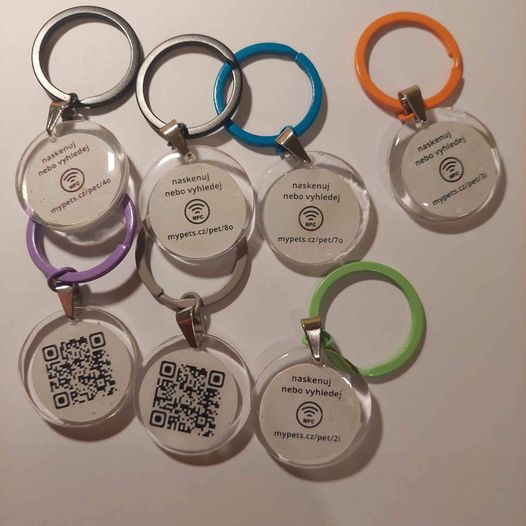 naskenuj
nebo vyhledej
NFC
mypets.cz/pet/4o
naskenuj
nebo vyhledej
NFC
mypets.cz/pet/8o
naskenuj
nebo vyhledej
NFC
mypets.cz/pet/7o
naskenuj
nebo vyhledej
NFC
mypets.cz/pet/3i
naskenuj
nebo vyhledej
NFC
mypets.cz/pet/2i